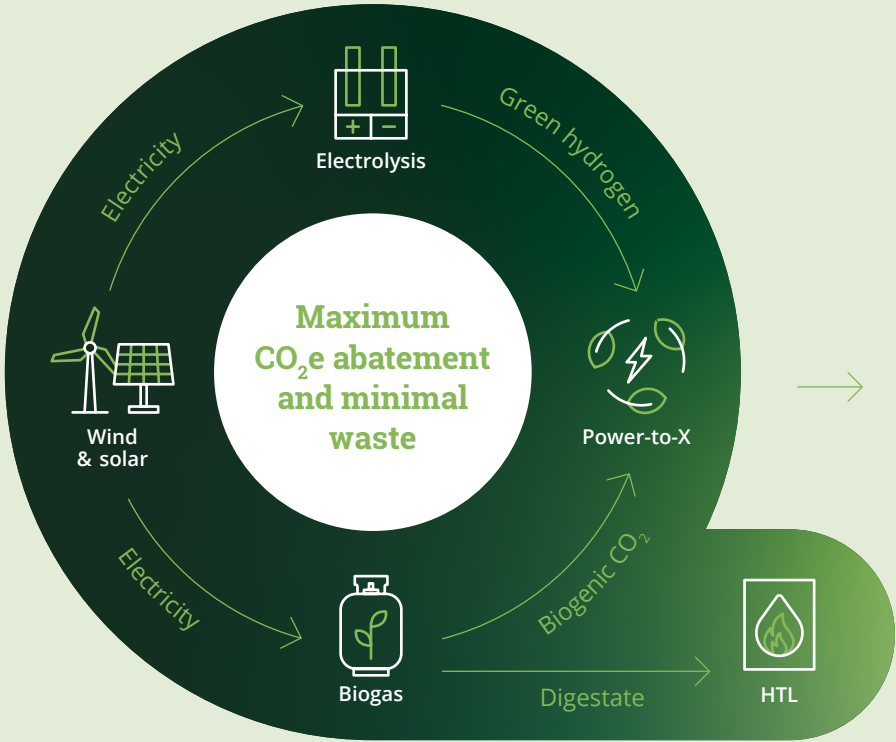 Electricity
Electrolysis
Green hydrogen
Maximum
CO₂e abatement
and minimal
waste
Wind
& solar
Power-to-X
Electricity
Biogenic CO₂
Biogas
Digestate
HTL
+ −